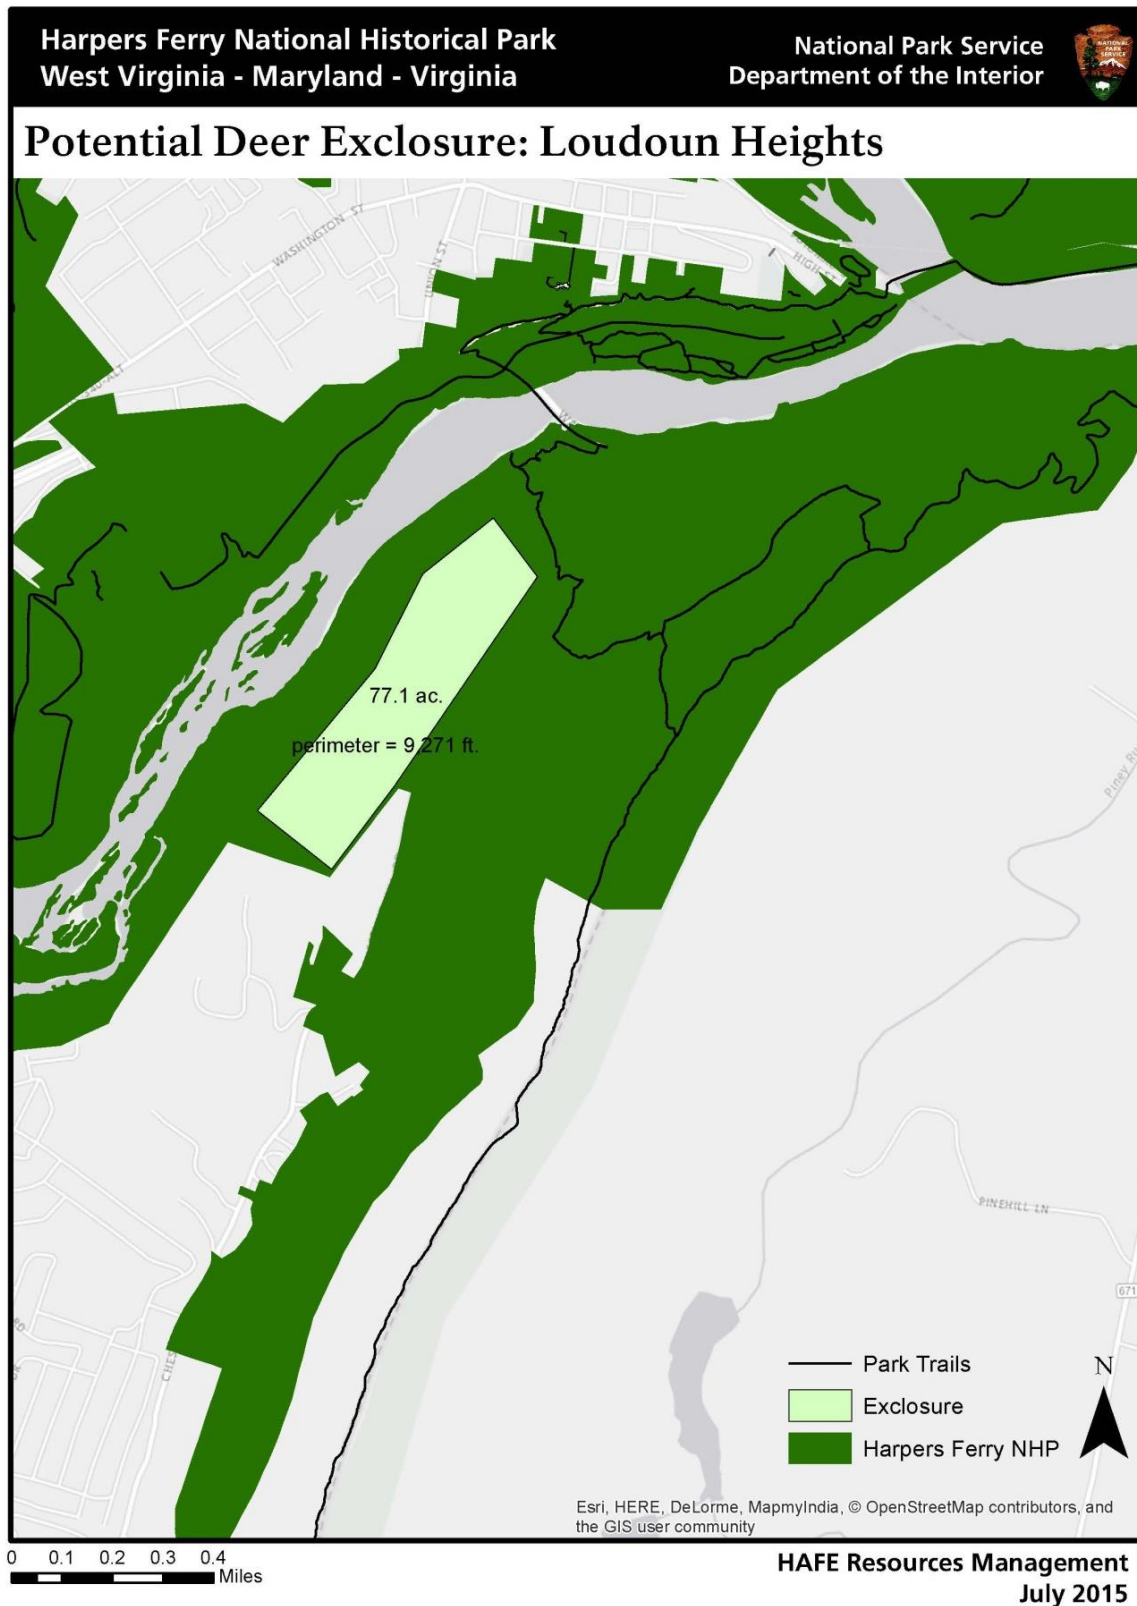 Harpers Ferry National Historical Park
West Virginia - Maryland - Virginia
National Park Service
Department of the Interior
NATIONAL
PARK
SERVICE
Potential Deer Exclosure: Loudoun Heights
WASHINGTON ST
UNION ST
HIGH ST
77.1 ac.
perimeter = 9,271 ft.
PINEHILL LN
671
Park Trails
Exclosure
Harpers Ferry NHP
N
Esri, HERE, DeLorme, MapmyIndia, © OpenStreetMap contributors, and
the GIS user community
0 0.1 0.2 0.3 0.4
Miles
HAFE Resources Management
July 2015